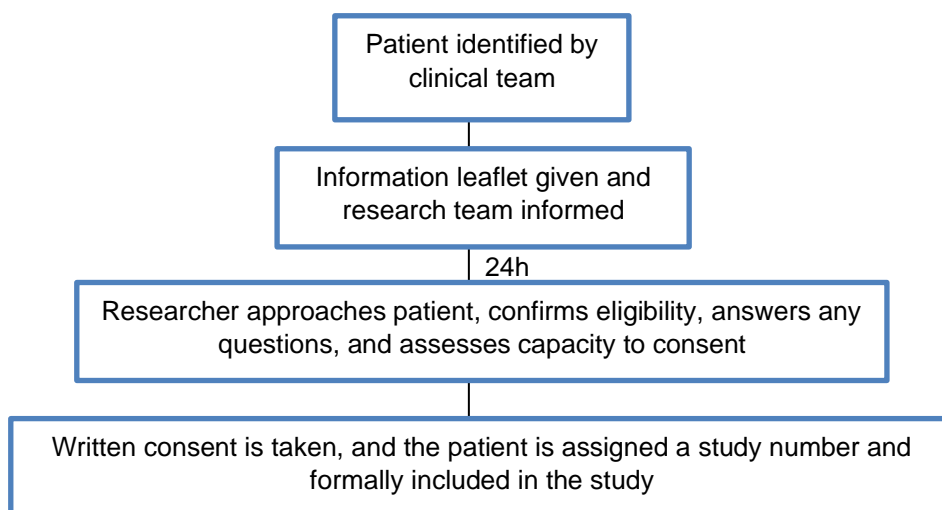 Patient identified by
clinical team
Information leaflet given and
research team informed
24h
Researcher approaches patient, confirms eligibility, answers any
questions, and assesses capacity to consent
Written consent is taken, and the patient is assigned a study number and
formally included in the study